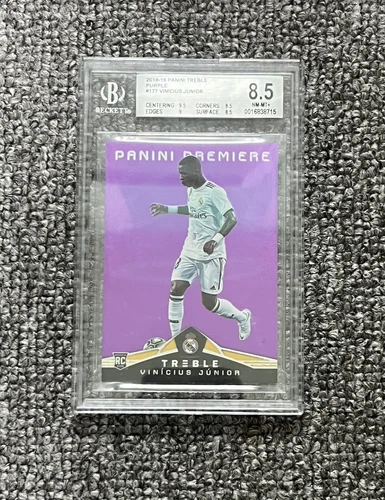 BECKETT
2018-19 PANINI TREBLE
PURPLE
#177 VINICIUS JUNIOR
CENTERING 9.5 CORNERS 8.5
EDGES 9 SURFACE 8.5
8.5
NM-MT+
0016838715
PANINI PREMIERE
Emirates
RC
TREBLE
VINÍCIUS JÚNIOR